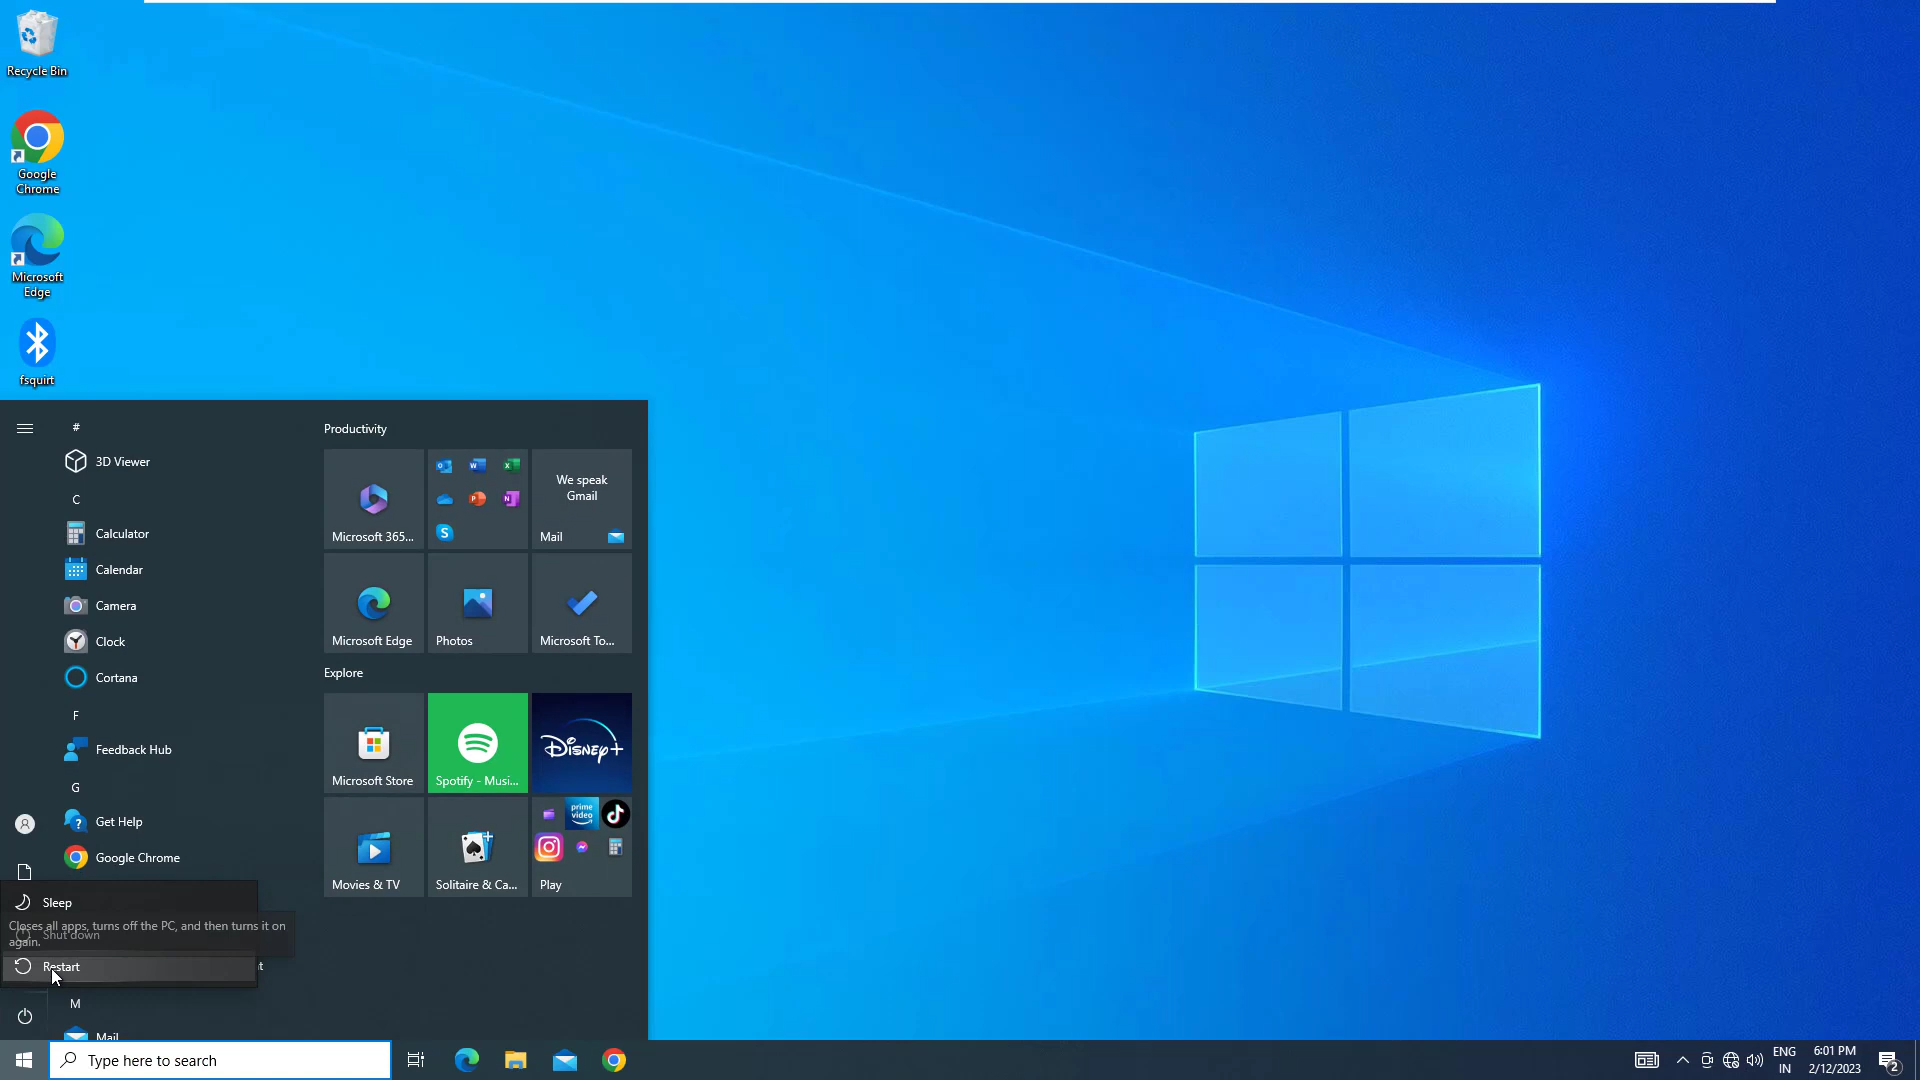 Recycle Bin
Google
Chrome
Microsoft
Edge
fsquirt
#
3D Viewer
C
Calculator
Calendar
Camera
Clock
Cortana
F
Feedback Hub
G
Get Help
Google Chrome
Sleep
Closes all apps, turns off the PC, and then turns it on
again.
Shut down
Restart
M
Mail
Productivity
Microsoft 365...
We speak
Gmail
Mail
Microsoft Edge
Photos
Microsoft To...
Explore
Microsoft Store
Spotify - Musi...
Disney+
Movies & TV
Solitaire & Ca...
prime
video
Play
Type here to search
ENG
IN
6:01 PM
2/12/2023
2